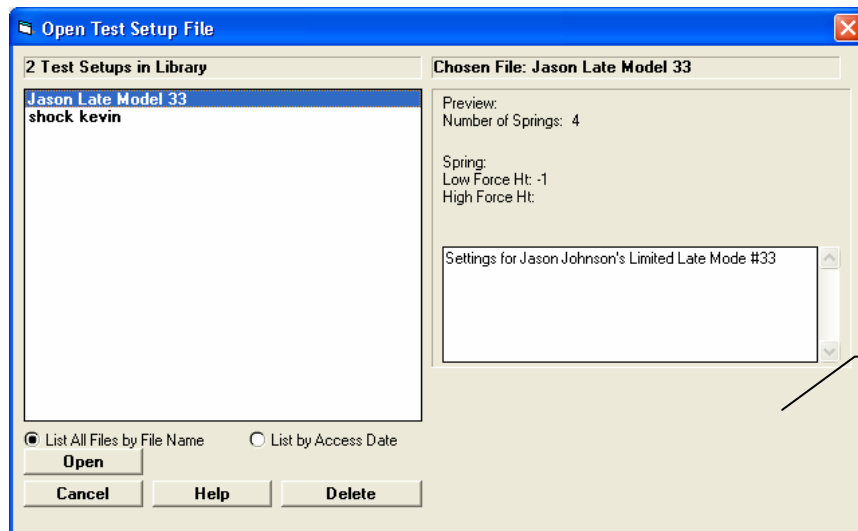 Open Test Setup File
2 Test Setups in Library
Jason Late Model 33
shock kevin
List All Files by File Name
List by Access Date
Open
Cancel
Help
Delete
Chosen File: Jason Late Model 33
Preview:
Number of Springs: 4
Spring:
Low Force Ht: -1
High Force Ht:
Settings for Jason Johnson's Limited Late Mode #33